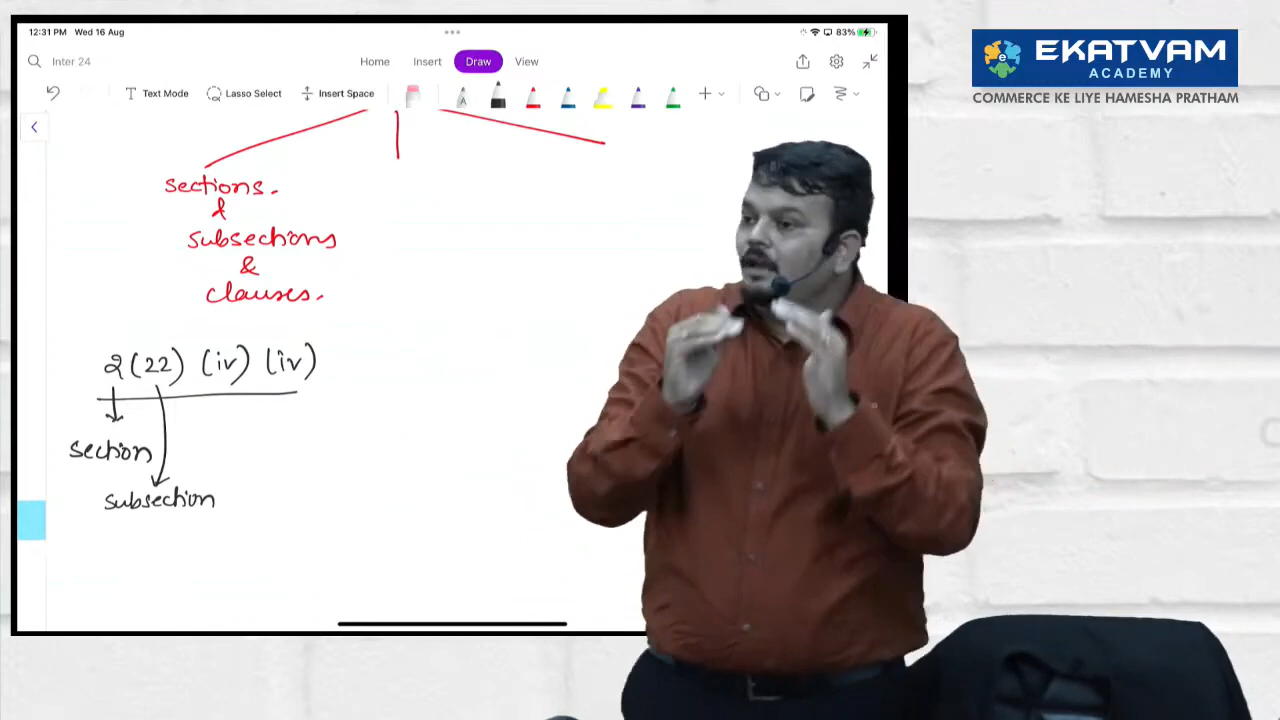 12:31 PM Wed 16 Aug
83%
Inter 24
Home Insert Draw View
Text Mode Lasso Select Insert Space
sections.
&
subsections
&
clauses.
2(22) (iv) (iv)
section
subsection
EKATVAM
ACADEMY
COMMERCE KE LIYE HAMESHA PRATHAM